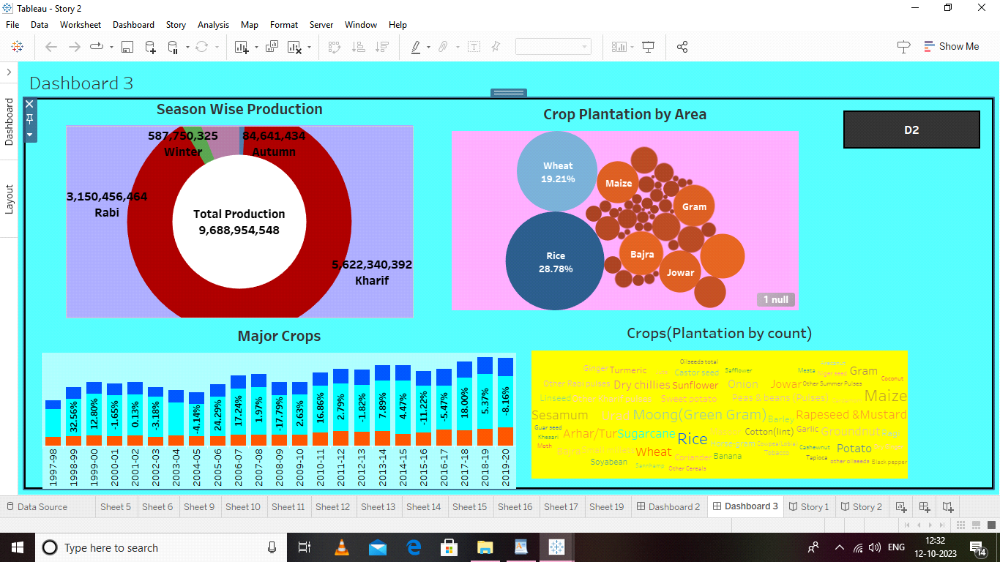 Tableau - Story 2
File Data Worksheet Dashboard Story Analysis Map Format Server Window Help
Show Me
Dashboard
Layout
Dashboard 3
Season Wise Production
587,750,325
Winter
84,641,434
Autumn
3,150,456,464
Rabi
Total Production
9,688,954,548
5,622,340,392
Kharif
Crop Plantation by Area
Wheat
19.21%
Maize
Gram
Rice
28.78%
Bajra
Jowar
1 null
D2
Major Crops
32.56% 12.80% -1.65% 0.13% -3.18% -4.14% 24.29% 17.24% 1.97% -17.79% 2.63% 16.86% 2.79% -1.82% 7.89% 4.47% -11.22% -5.47% 18.00% 5.37% -8.16%
1997-98 1998-99 1999-00 2000-01 2001-02 2002-03 2003-04 2004-05 2005-06 2006-07 2007-08 2008-09 2009-10 2010-11 2011-12 2012-13 2013-14 2014-15 2015-16 2016-17 2017-18 2018-19 2019-20
Crops(Plantation by count)
Oilseeds total
Ginger Turmeric Castor seed Safflower Mesta Niger seed Gram
Coconut
Other Rabi pulses Dry chillies Sunflower Onion Jowar Other Summer Pulses
Linseed Other Kharif pulses Sweet potato Peas & beans (Pulses) Maize
Sesamum Urad Moong(Green Gram) Barley Rapeseed &Mustard
Guar seed
Khesari Arhar/Tur Sugarcane Rice Masoor Cotton(lint) Garlic Groundnut Ragi
Moth Bajra Small millets Wheat Horse-gram Cowpea(Lobia) Cashewnut Potato
Soyabean Sannhamp Coriander Banana Tobacco Tapioca other oilseeds Black pepper
Other Cereals
Data Source Sheet 5 Sheet 6 Sheet 9 Sheet 10 Sheet 11 Sheet 12 Sheet 13 Sheet 14 Sheet 15 Sheet 16 Sheet 17 Sheet 19 Dashboard 2 Dashboard 3 Story 1 Story 2
Type here to search
ENG
12:32
12-10-2023
14